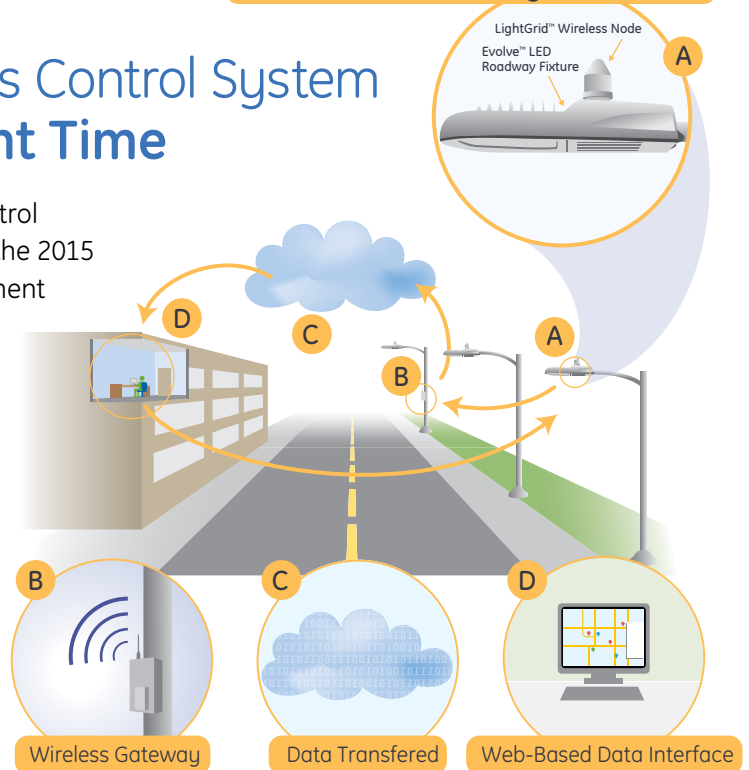 LightGrid™ Wireless Node
Evolve™ LED
Roadway Fixture
A
s Control System
nt Time
trol
the 2015
ment
D
C
A
B
B
C
D
Wireless Gateway
Data Transfered
Web-Based Data Interface